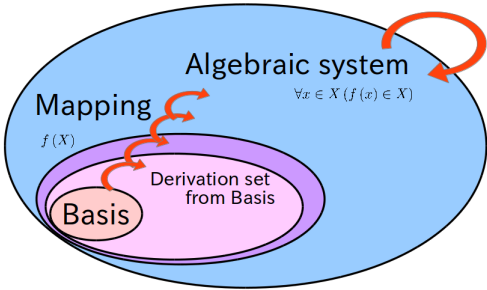 Algebraic system
∀x ∈ X (f (x) ∈ X)
Mapping
f (X)
Derivation set
from Basis
Basis